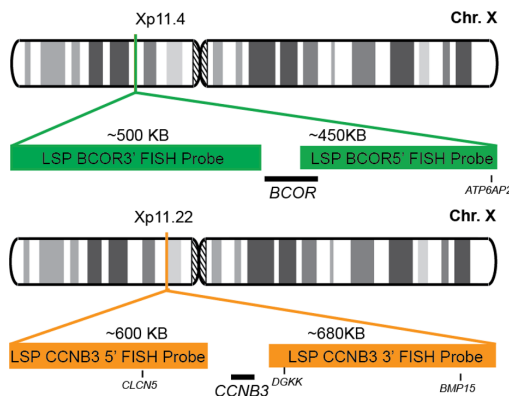 Xp11.4
Chr. X
~500 KB
~450KB
LSP BCOR3' FISH Probe
LSP BCOR5' FISH Probe
BCOR
ATP6AP2
Xp11.22
Chr. X
~600 KB
~680KB
LSP CCNB3 5' FISH Probe
LSP CCNB3 3' FISH Probe
CLCN5
CCNB3
DGKK
BMP15